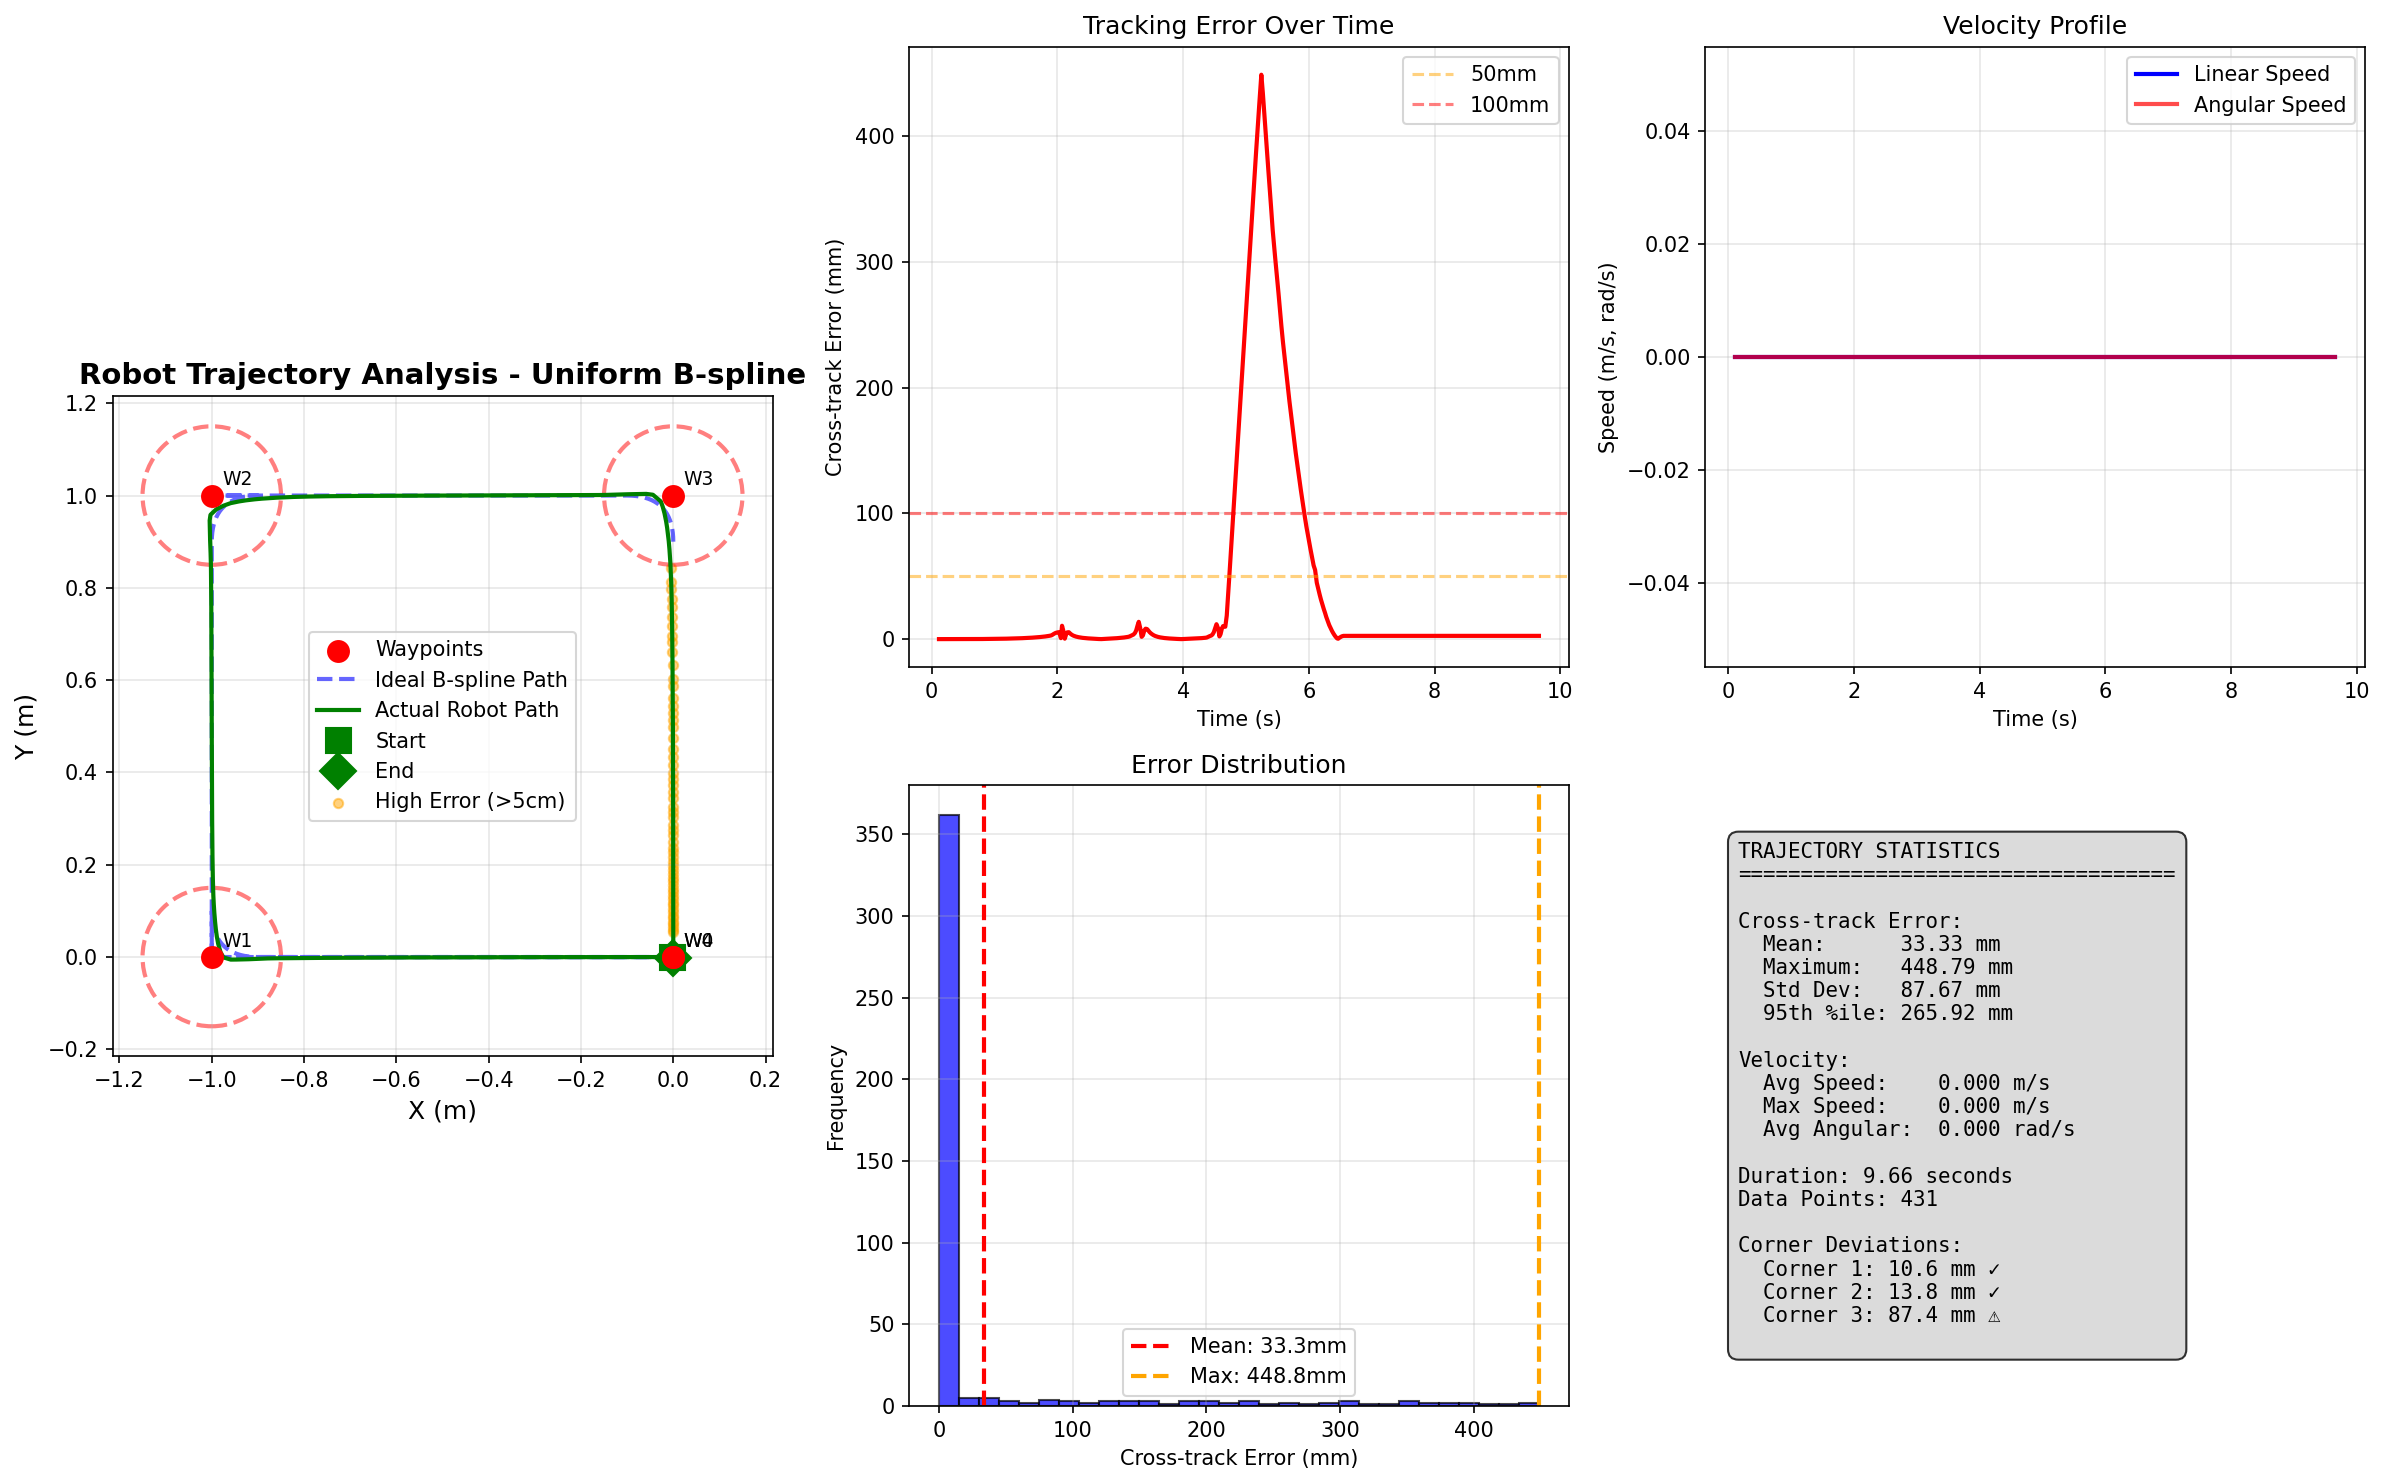 Robot Trajectory Analysis - Uniform B-spline
1.2
1.0
0.8
0.6
0.4
0.2
0.0
−0.2
Y (m)
W2
W3
W1
Waypoints
Ideal B-spline Path
Actual Robot Path
Start
End
High Error (>5cm)
−1.2
−1.0
−0.8
−0.6
−0.4
−0.2
0.0
0.2
X (m)
Tracking Error Over Time
50mm
100mm
400
300
200
100
0
Cross-track Error (mm)
0
2
4
6
8
10
Time (s)
Velocity Profile
Linear Speed
Angular Speed
0.04
0.02
0.00
−0.02
−0.04
Speed (m/s, rad/s)
0
2
4
6
8
10
Time (s)
Error Distribution
350
300
250
200
150
100
50
0
Frequency
Mean: 33.3mm
Max: 448.8mm
0
100
200
300
400
Cross-track Error (mm)
TRAJECTORY STATISTICS
===================================
Cross-track Error:
Mean: 33.33 mm
Maximum: 448.79 mm
Std Dev: 87.67 mm
95th %ile: 265.92 mm
Velocity:
Avg Speed: 0.000 m/s
Max Speed: 0.000 m/s
Avg Angular: 0.000 rad/s
Duration: 9.66 seconds
Data Points: 431
Corner Deviations:
Corner 1: 10.6 mm ✓
Corner 2: 13.8 mm ✓
Corner 3: 87.4 mm ⚠